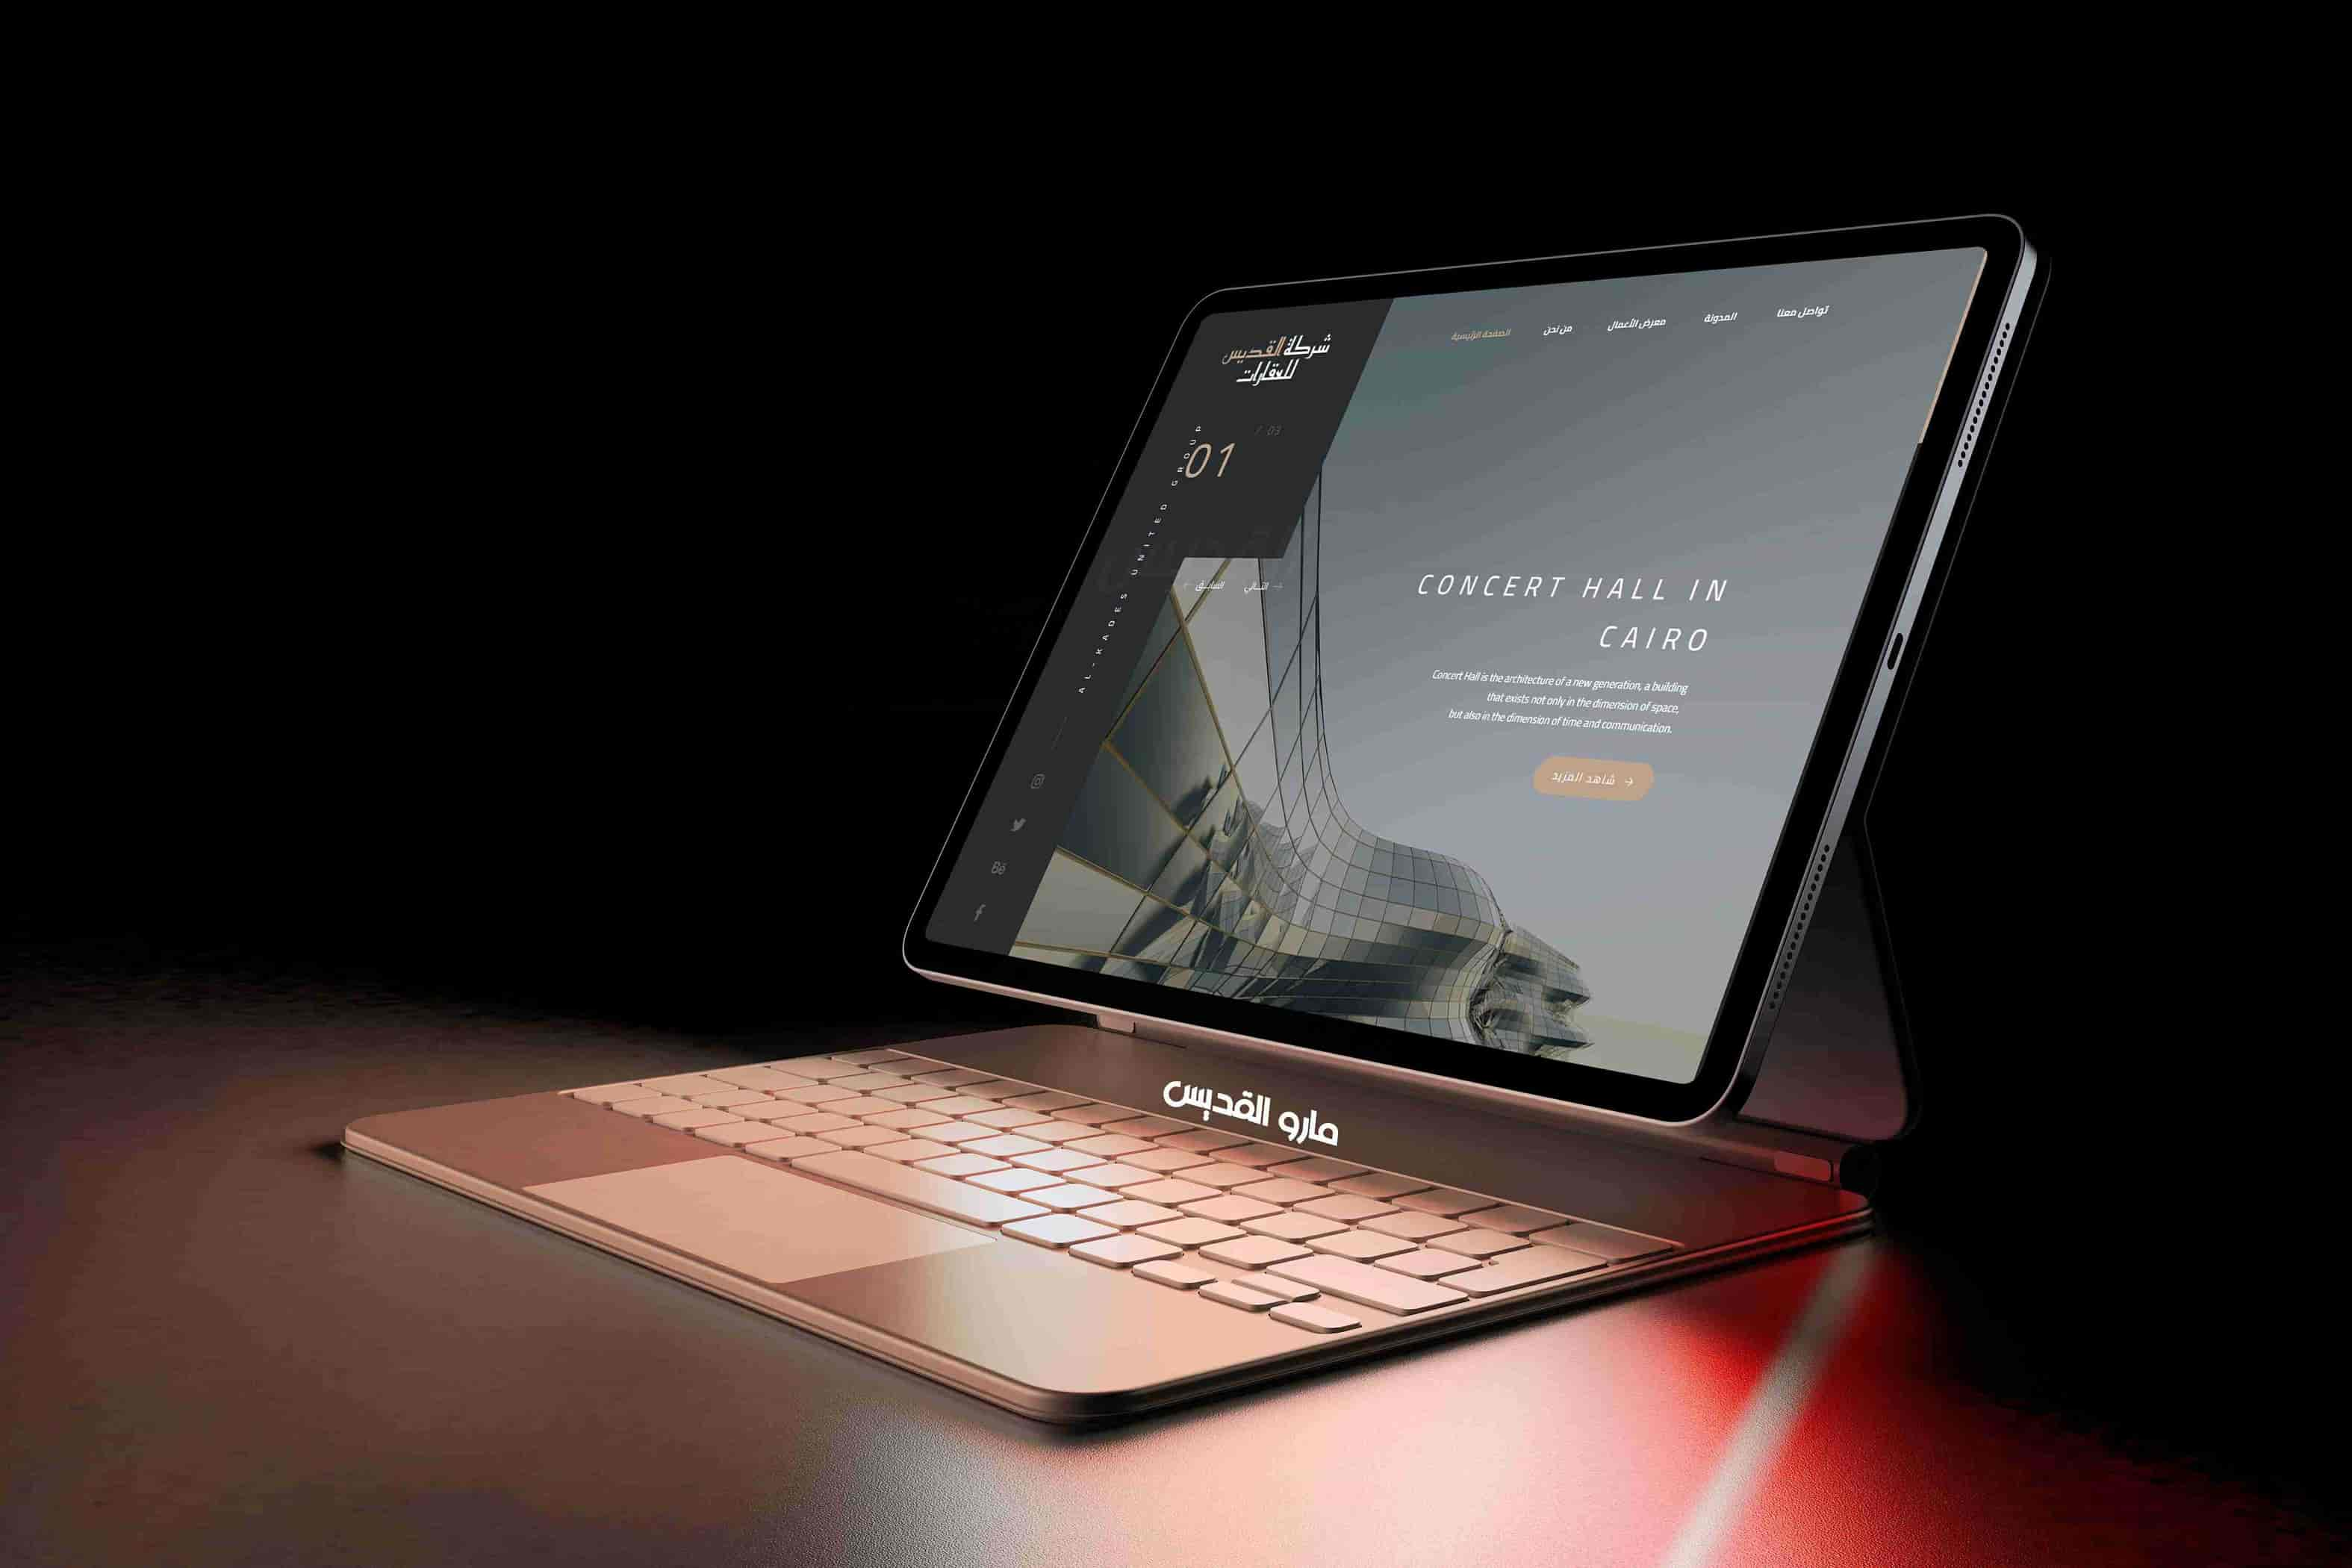 شركة القديس
للعقارات
الصفحة الرئيسية
من نحن
معرض الأعمال
المدونة
تواصل معنا
01
/ 03
AL-KADES UNITED GROUP
السابق
التالي
CONCERT HALL IN
CAIRO
Concert Hall is the architecture of a new generation, a building
that exists not only in the dimension of space,
but also in the dimension of time and communication.
شاهد المزيد
Bē
f
مارو القديس